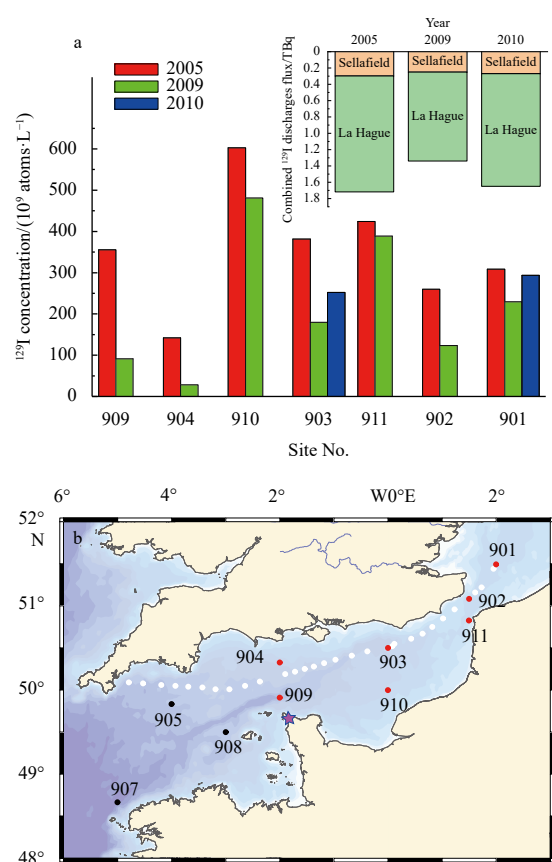 a
2005
2009
2010
Year
2005 2009 2010
Combined ¹²⁹I discharges flux/TBq
0
0.2
0.4
0.6
0.8
1.0
1.2
1.4
1.6
1.8
Sellafield Sellafield Sellafield
La Hague La Hague La Hague
¹²⁹I concentration/(10⁹ atoms·L⁻¹)
600
500
400
300
200
100
0
909 904 910 903 911 902 901
Site No.
6° 4° 2° W0°E 2°
52°
N
b
51°
50°
49°
48°
901
902
911
904
903
909
910
905
908
907